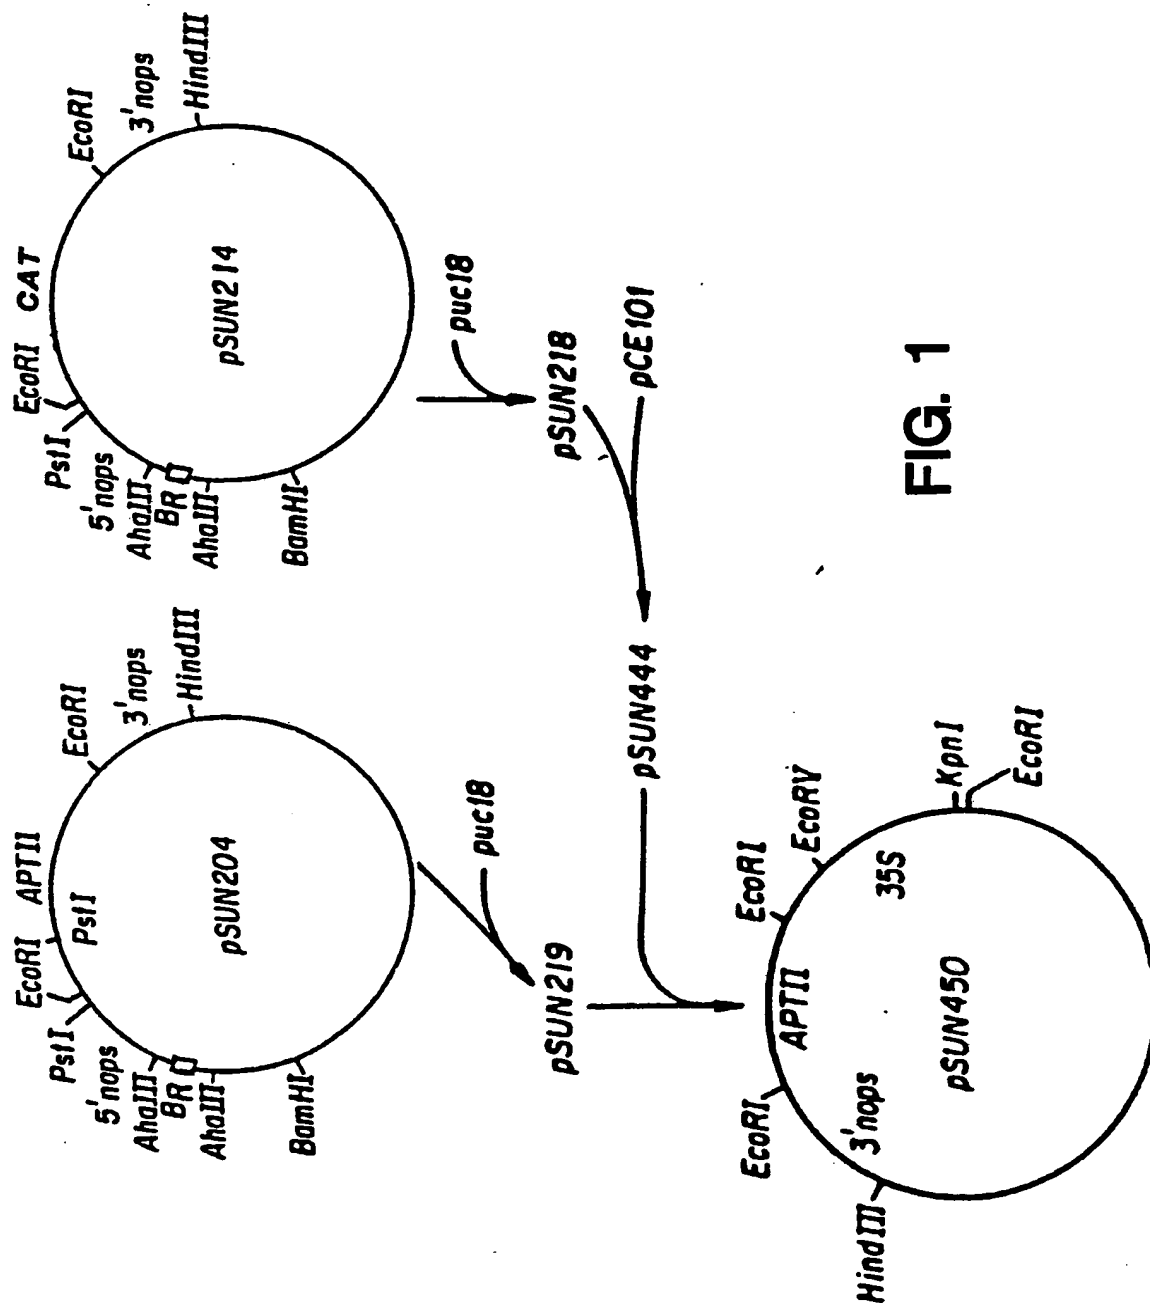 EcoRI APTII
EcoRI
PstI
PstI
5'nops
AhaIII
BR
AhaIII
BamHI
3'nops
HindIII
pSUN204
EcoRI CAT
EcoRI
PstI
5'nops
AhaIII
BR
AhaIII
BamHI
3'nops
HindIII
pSUN214
puc18
puc18
pSUN219
pSUN218
pCE101
pSUN444
EcoRI
APTII
EcoRI
EcoRV
35S
KpnI
EcoRI
3'nops
HindIII
pSUN450
FIG. 1